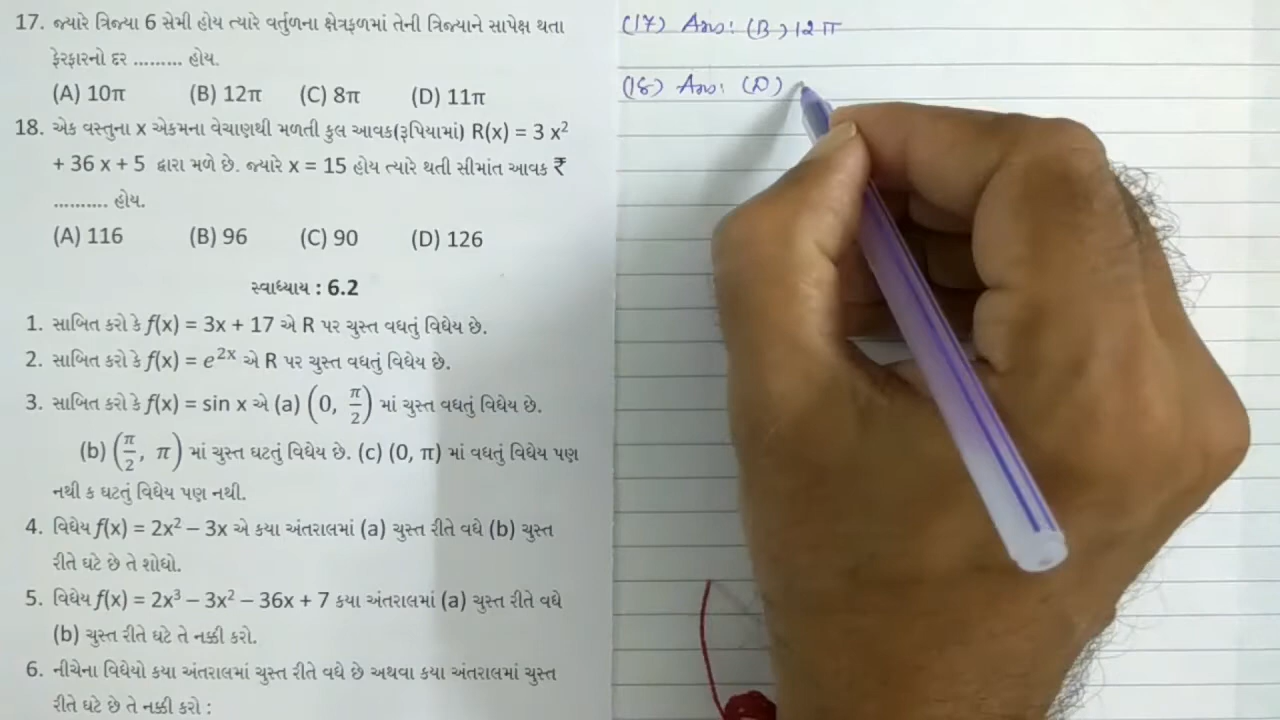 17. જ્યારે ત્રિજ્યા 6 સેમી હોય ત્યારે વર્તુળના ક્ષેત્રફળમાં તેની ત્રિજ્યાને સાપેક્ષ થતા
ફેરફારનો દર ......... હોય.
(A) 10π (B) 12π (C) 8π (D) 11π
18. એક વસ્તુના x એકમના વેચાણથી મળતી કુલ આવક(રૂપિયામાં) R(x) = 3 x²
+ 36 x + 5 દ્વારા મળે છે. જ્યારે x = 15 હોય ત્યારે થતી સીમાંત આવક ₹
.......... હોય.
(A) 116 (B) 96 (C) 90 (D) 126
સ્વાધ્યાય : 6.2
1. સાબિત કરો કે f(x) = 3x + 17 એ R પર ચુસ્ત વધતું વિધેય છે.
2. સાબિત કરો કે f(x) = e²ˣ એ R પર ચુસ્ત વધતું વિધેય છે.
3. સાબિત કરો કે f(x) = sin x એ (a) (0, π/2) માં ચુસ્ત વધતું વિધેય છે.
(b) (π/2, π) માં ચુસ્ત ઘટતું વિધેય છે. (c) (0, π) માં વધતું વિધેય પણ
નથી ક ઘટતું વિધેય પણ નથી.
4. વિધેય f(x) = 2x² – 3x એ કયા અંતરાલમાં (a) ચુસ્ત રીતે વધે (b) ચુસ્ત
રીતે ઘટે છે તે શોધો.
5. વિધેય f(x) = 2x³ – 3x² – 36x + 7 કયા અંતરાલમાં (a) ચુસ્ત રીતે વધે
(b) ચુસ્ત રીતે ઘટે તે નક્કી કરો.
6. નીચેના વિધેયો કયા અંતરાલમાં ચુસ્ત રીતે વધે છે અથવા કયા અંતરાલમાં ચુસ્ત
રીતે ઘટે છે તે નક્કી કરો :
(17) Ans: (B) 12π
(18) Ans: (D)